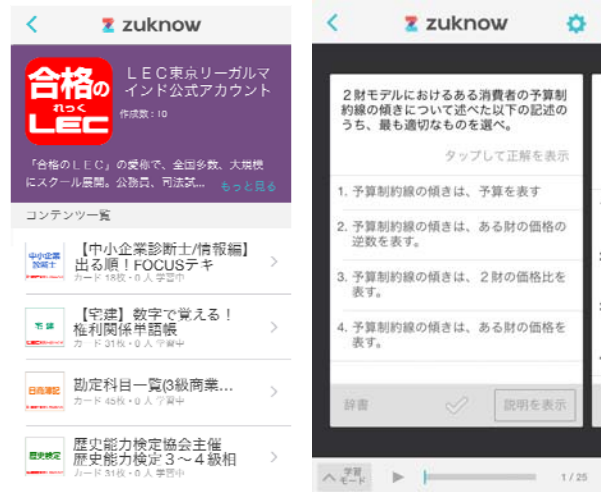 zuknow
合格の
れっく
LEC
LEC東京リーガルマ
インド公式アカウント
作成数：10
「合格のLEC」の愛称で、全国多数、大規模
にスクール展開。公務員、司法試... もっと見る
コンテンツ一覧
中小企業
診断士
【中小企業診断士/情報編】
出る順！FOCUSテキ
カード 18枚・0 人 学習中
宅建
【宅建】数字で覚える！
権利関係単語帳
カード 31枚・0 人 学習中
日商簿記
勘定科目一覧(3級商業...
カード 45枚・0 人 学習中
歴史検定
歴史能力検定協会主催
歴史能力検定３〜４級相
カード 31枚・0 人 学習中
zuknow
２財モデルにおけるある消費者の予算制
約線の傾きについて述べた以下の記述の
うち、最も適切なものを選べ。
タップして正解を表示
1. 予算制約線の傾きは、予算を表す
2. 予算制約線の傾きは、ある財の価格の
逆数を表す。
3. 予算制約線の傾きは、２財の価格比を
表す。
4. 予算制約線の傾きは、ある財の価格を
表す。
辞書
説明を表示
学習
モード
1 / 25